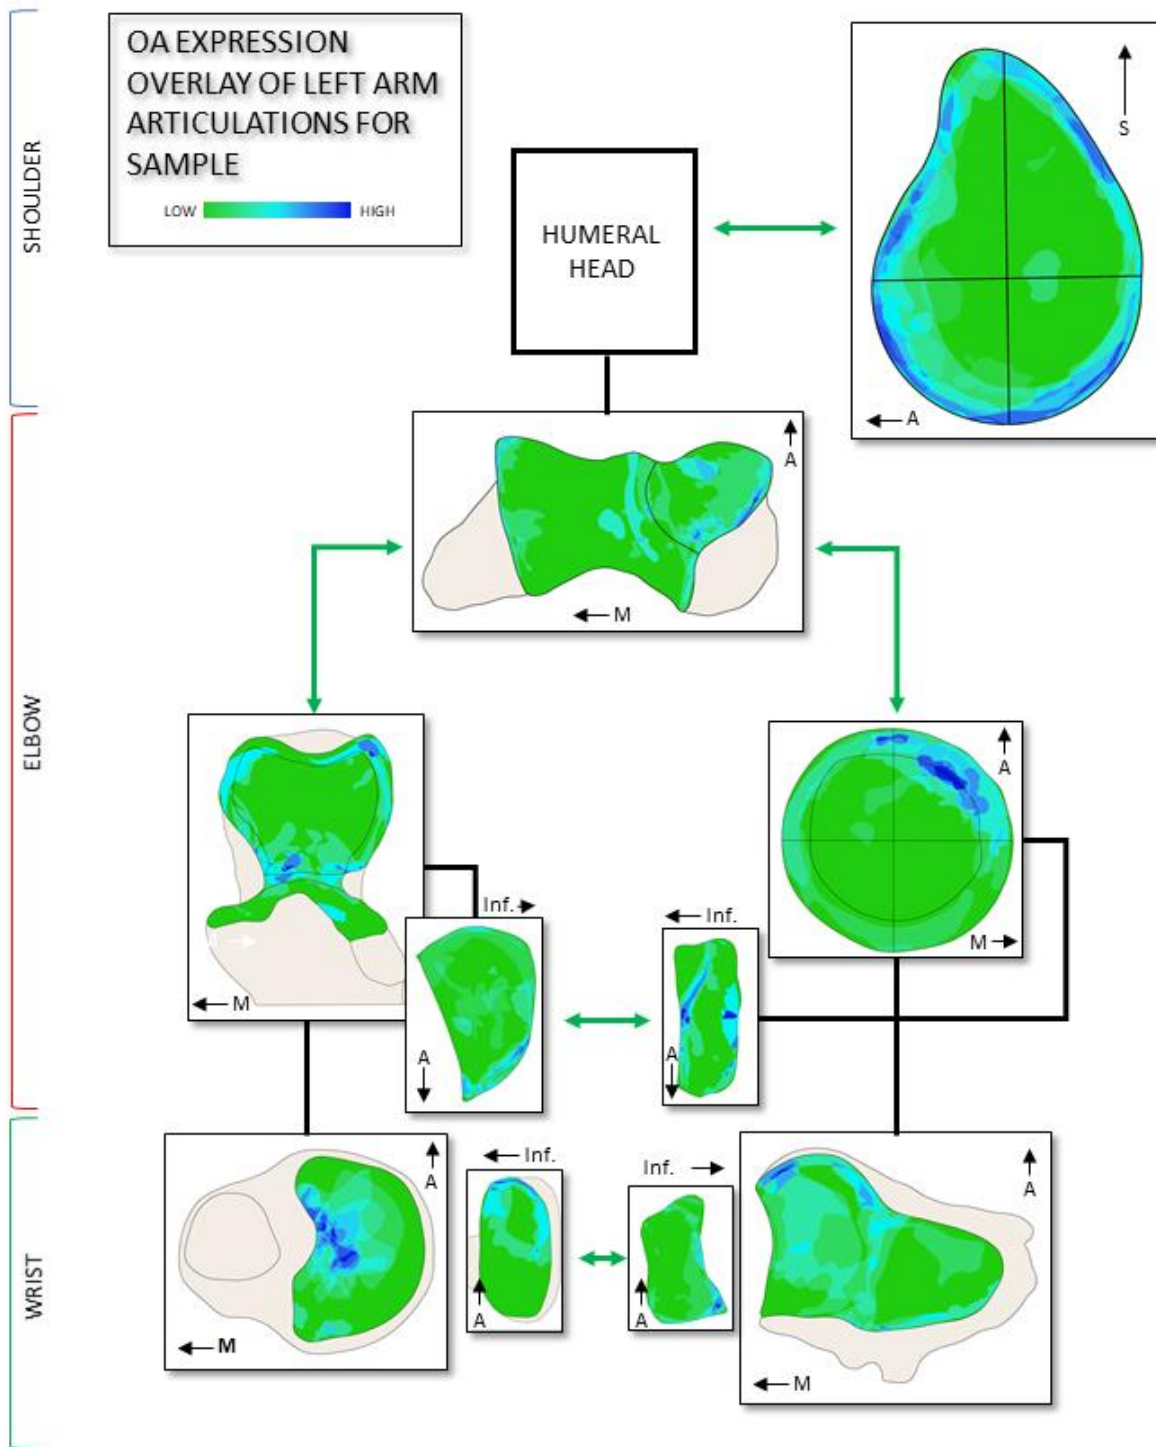 OA EXPRESSION
OVERLAY OF LEFT ARM
ARTICULATIONS FOR
SAMPLE
LOW HIGH
SHOULDER
S
HUMERAL
HEAD
A
A
M
ELBOW
A
M
Inf.
Inf.
M
M
A
A
WRIST
A
Inf.
Inf.
A
A
A
M
M